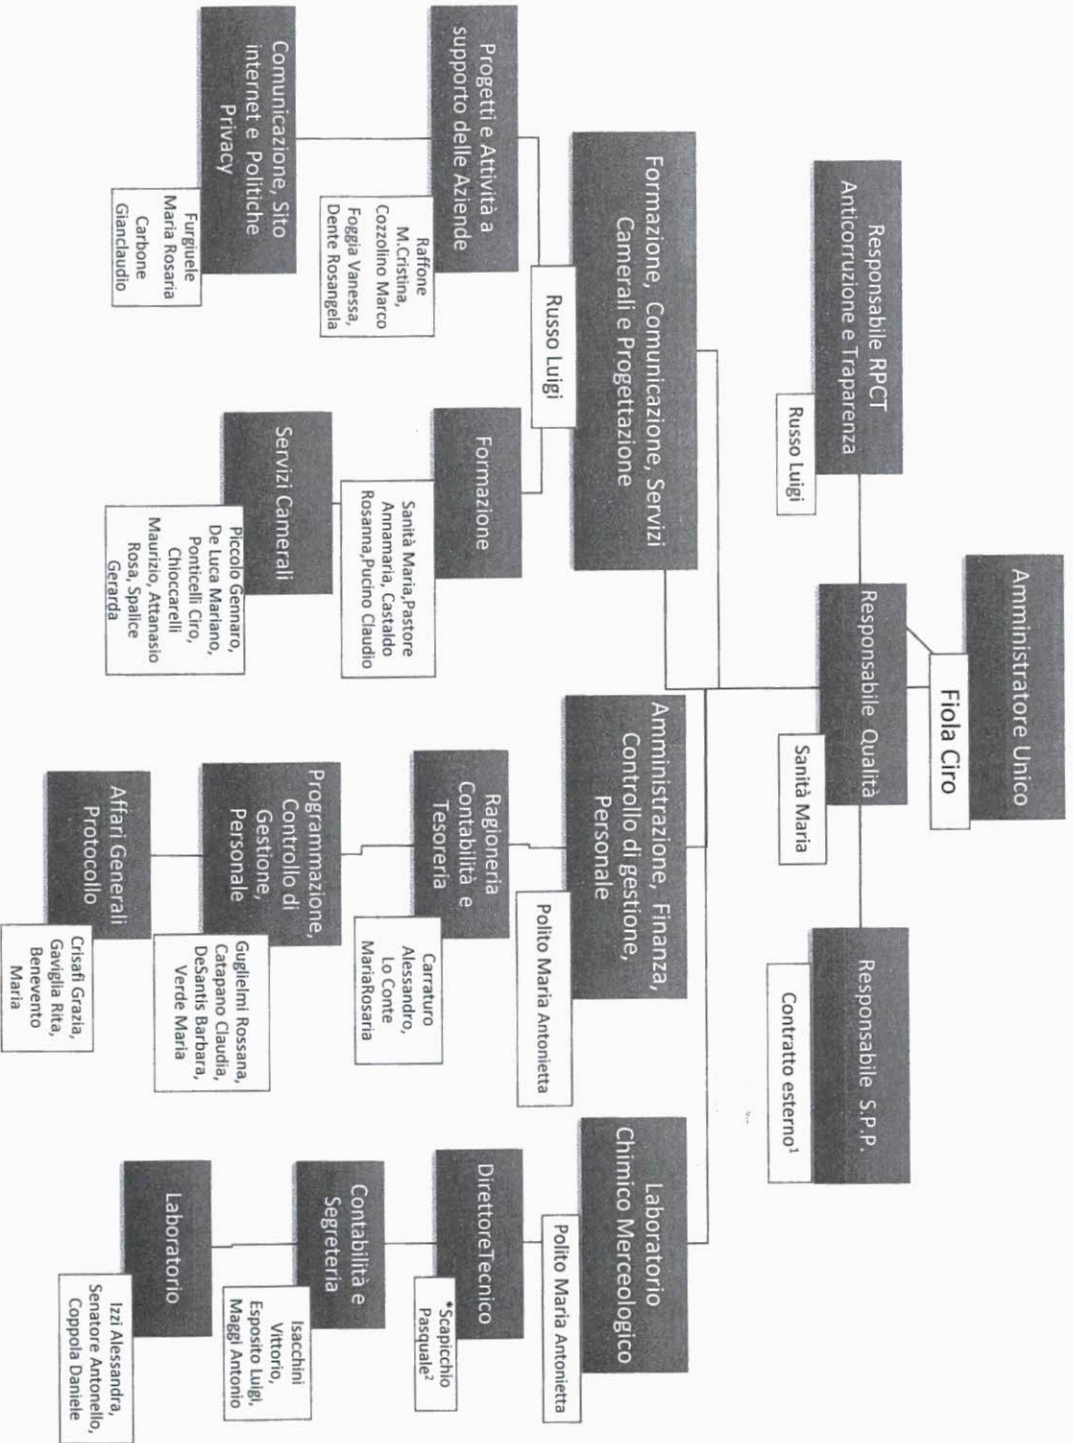 Amministratore Unico
Fiola Ciro
Responsabile RPCT
Anticorruzione e Traparenza
Russo Luigi
Responsabile Qualità
Sanità Maria
Responsabile S.P.P.
Contratto esterno¹
Formazione, Comunicazione, Servizi
Camerali e Progettazione
Russo Luigi
Amministrazione, Finanza,
Controllo di gestione,
Personale
Polito Maria Antonietta
Laboratorio
Chimico Merceologico
Polito Maria Antonietta
Progetti e Attività a
supporto delle Aziende
Raffone
M.Cristina,
Cozzolino Marco
Foggia Vanessa,
Dente Rosangela
Formazione
Sanità Maria,Pastore
Annamaria, Castaldo
Rosanna,Pucino Claudio
Ragioneria
Contabilità e
Tesoreria
Carraturo
Alessandro,
Lo Conte
MariaRosaria
DirettoreTecnico
*Scapicchio
Pasquale²
Comunicazione, Sito
internet e Politiche
Privacy
Furgiuele
Maria Rosaria
Carbone
Gianclaudio
Servizi Camerali
Piccolo Gennaro,
De Luca Mariano,
Ponticelli Ciro,
Chioccarelli
Maurizio, Attanasio
Rosa, Spalice
Gerarda
Programmazione,
Controllo di
Gestione,
Personale
Guglielmi Rossana,
Catapano Claudia,
DeSantis Barbara,
Verde Maria
Contabilità e
Segreteria
Isacchini
Vittorio,
Esposito Luigi,
Maggi Antonio
Affari Generali
Protocollo
Crisafi Grazia,
Gaviglia Rita,
Benevento
Maria
Laboratorio
Izzi Alessandra,
Senatore Antonello,
Coppola Daniele